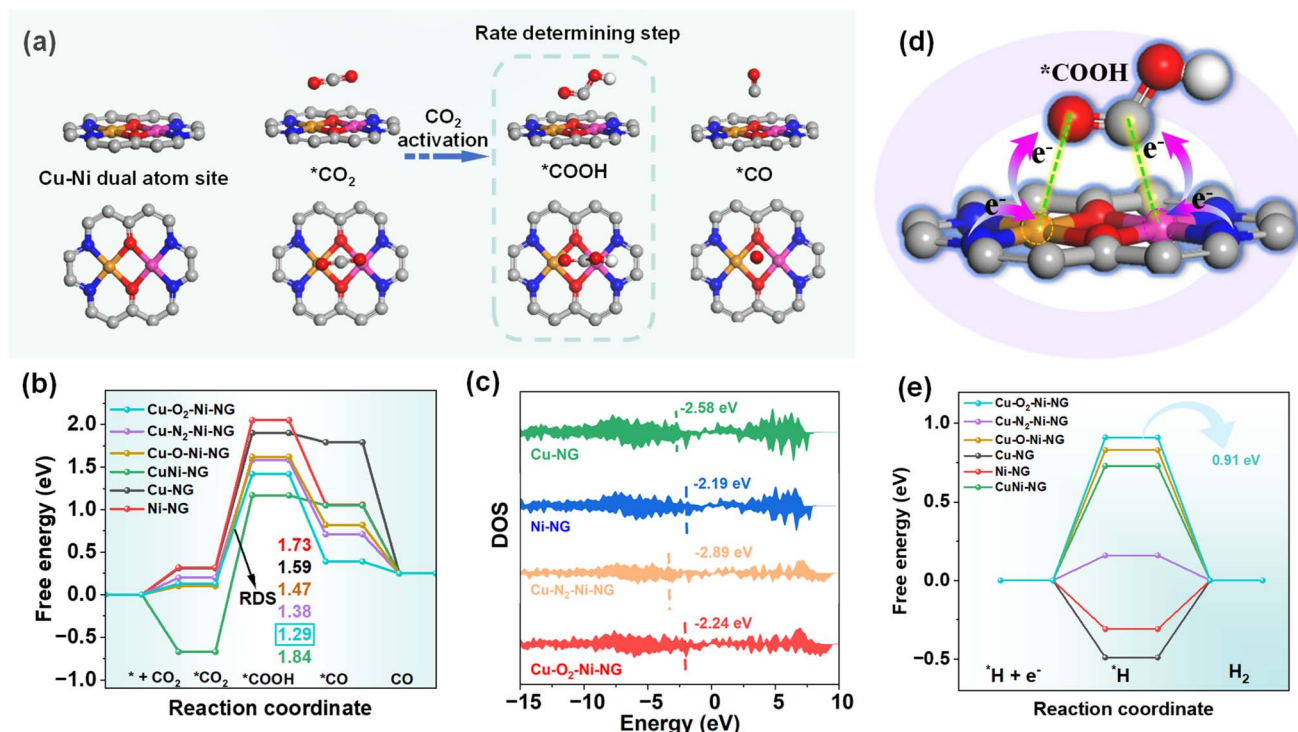 (a)
Rate determining step
CO₂
activation
Cu-Ni dual atom site
*CO₂
*COOH
*CO
(d)
*COOH
e⁻
e⁻
e⁻
e⁻
(b)
Free energy (eV)
2.0
1.5
1.0
0.5
0.0
−0.5
−1.0
Cu-O₂-Ni-NG
Cu-N₂-Ni-NG
Cu-O-Ni-NG
CuNi-NG
Cu-NG
Ni-NG
RDS
1.73
1.59
1.47
1.38
1.29
1.84
* + CO₂
*CO₂
*COOH
*CO
CO
Reaction coordinate
(c)
DOS
-2.58 eV
Cu-NG
-2.19 eV
Ni-NG
-2.89 eV
Cu-N₂-Ni-NG
-2.24 eV
Cu-O₂-Ni-NG
−15 −10 −5 0 5 10
Energy (eV)
(e)
Free energy (eV)
1.0
0.5
0.0
−0.5
Cu-O₂-Ni-NG
Cu-N₂-Ni-NG
Cu-O-Ni-NG
Cu-NG
Ni-NG
CuNi-NG
0.91 eV
*H + e⁻
*H
H₂
Reaction coordinate